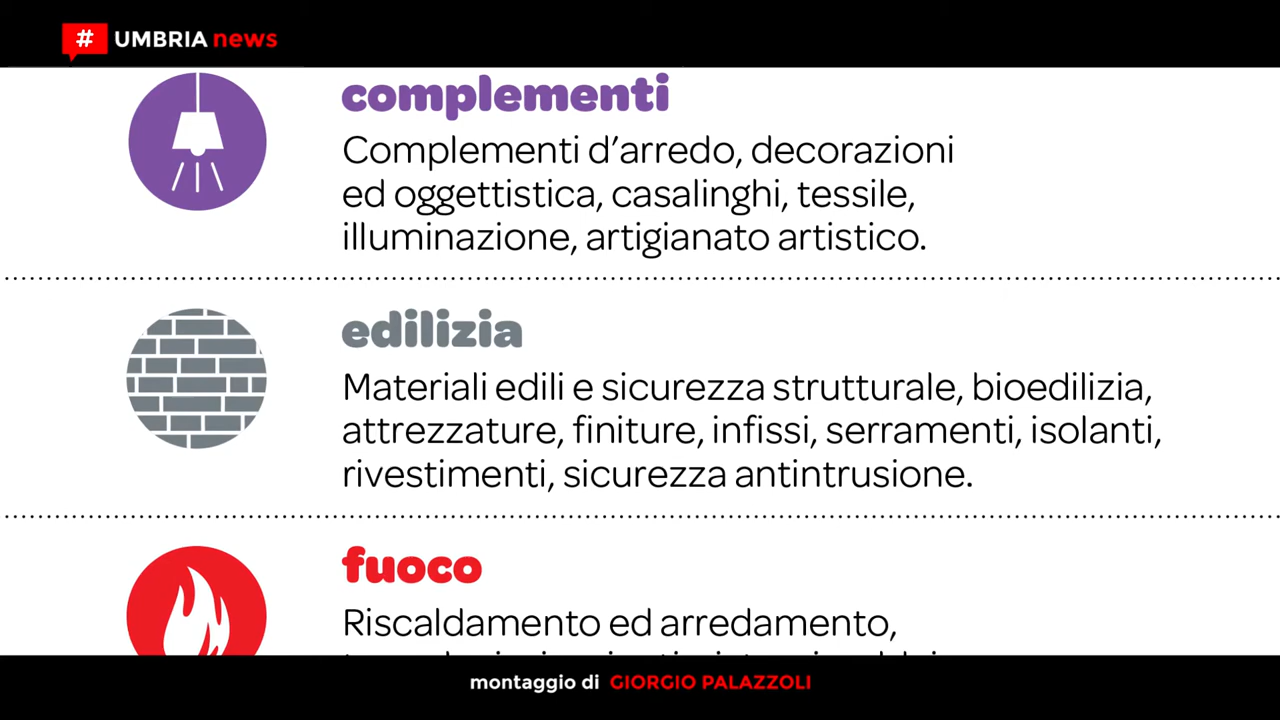 # UMBRIA news
complementi
Complementi d’arredo, decorazioni
ed oggettistica, casalinghi, tessile,
illuminazione, artigianato artistico.
edilizia
Materiali edili e sicurezza strutturale, bioedilizia,
attrezzature, finiture, infissi, serramenti, isolanti,
rivestimenti, sicurezza antintrusione.
fuoco
Riscaldamento ed arredamento,
montaggio di GIORGIO PALAZZOLI